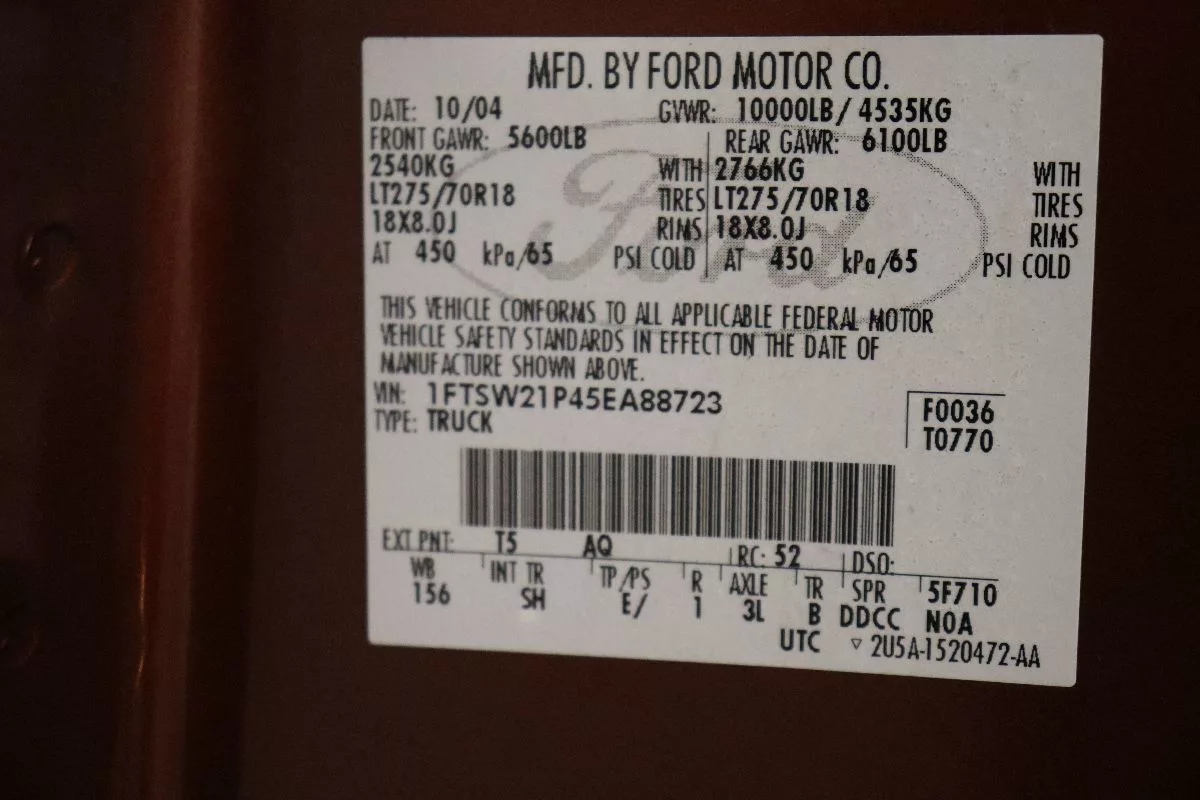 MFD. BY FORD MOTOR CO.
DATE: 10/04 GVWR: 10000LB/ 4535KG
FRONT GAWR: 5600LB REAR GAWR: 6100LB
2540KG WITH 2766KG WITH
LT275/70R18 TIRES LT275/70R18 TIRES
18X8.0J RIMS 18X8.0J RIMS
AT 450 kPa/65 PSI COLD AT 450 kPa/65 PSI COLD
Ford
THIS VEHICLE CONFORMS TO ALL APPLICABLE FEDERAL MOTOR
VEHICLE SAFETY STANDARDS IN EFFECT ON THE DATE OF
MANUFACTURE SHOWN ABOVE.
VIN: 1FTSW21P45EA88723 F0036
TYPE: TRUCK T0770
EXT PNT: T5 AQ RC: 52 DSO:
WB INT TR TP/PS R AXLE TR SPR 5F710
156 SH E/ 1 3L B DDCC N0A
UTC ▽ 2U5A-1520472-AA